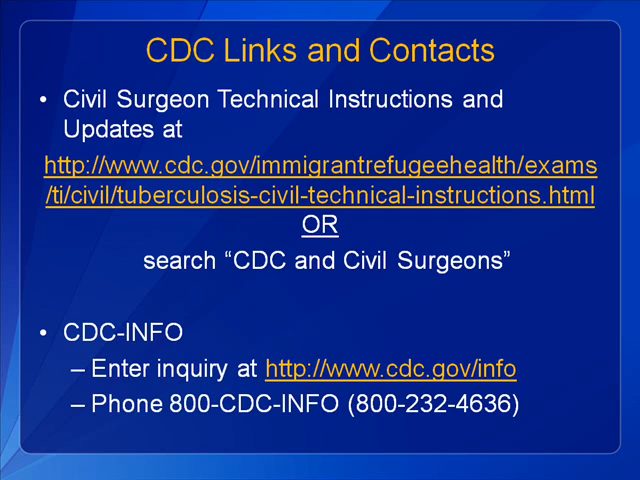 CDC Links and Contacts
• Civil Surgeon Technical Instructions and
Updates at
http://www.cdc.gov/immigrantrefugeehealth/exams
/ti/civil/tuberculosis-civil-technical-instructions.html
OR
search “CDC and Civil Surgeons”
• CDC-INFO
– Enter inquiry at http://www.cdc.gov/info
– Phone 800-CDC-INFO (800-232-4636)